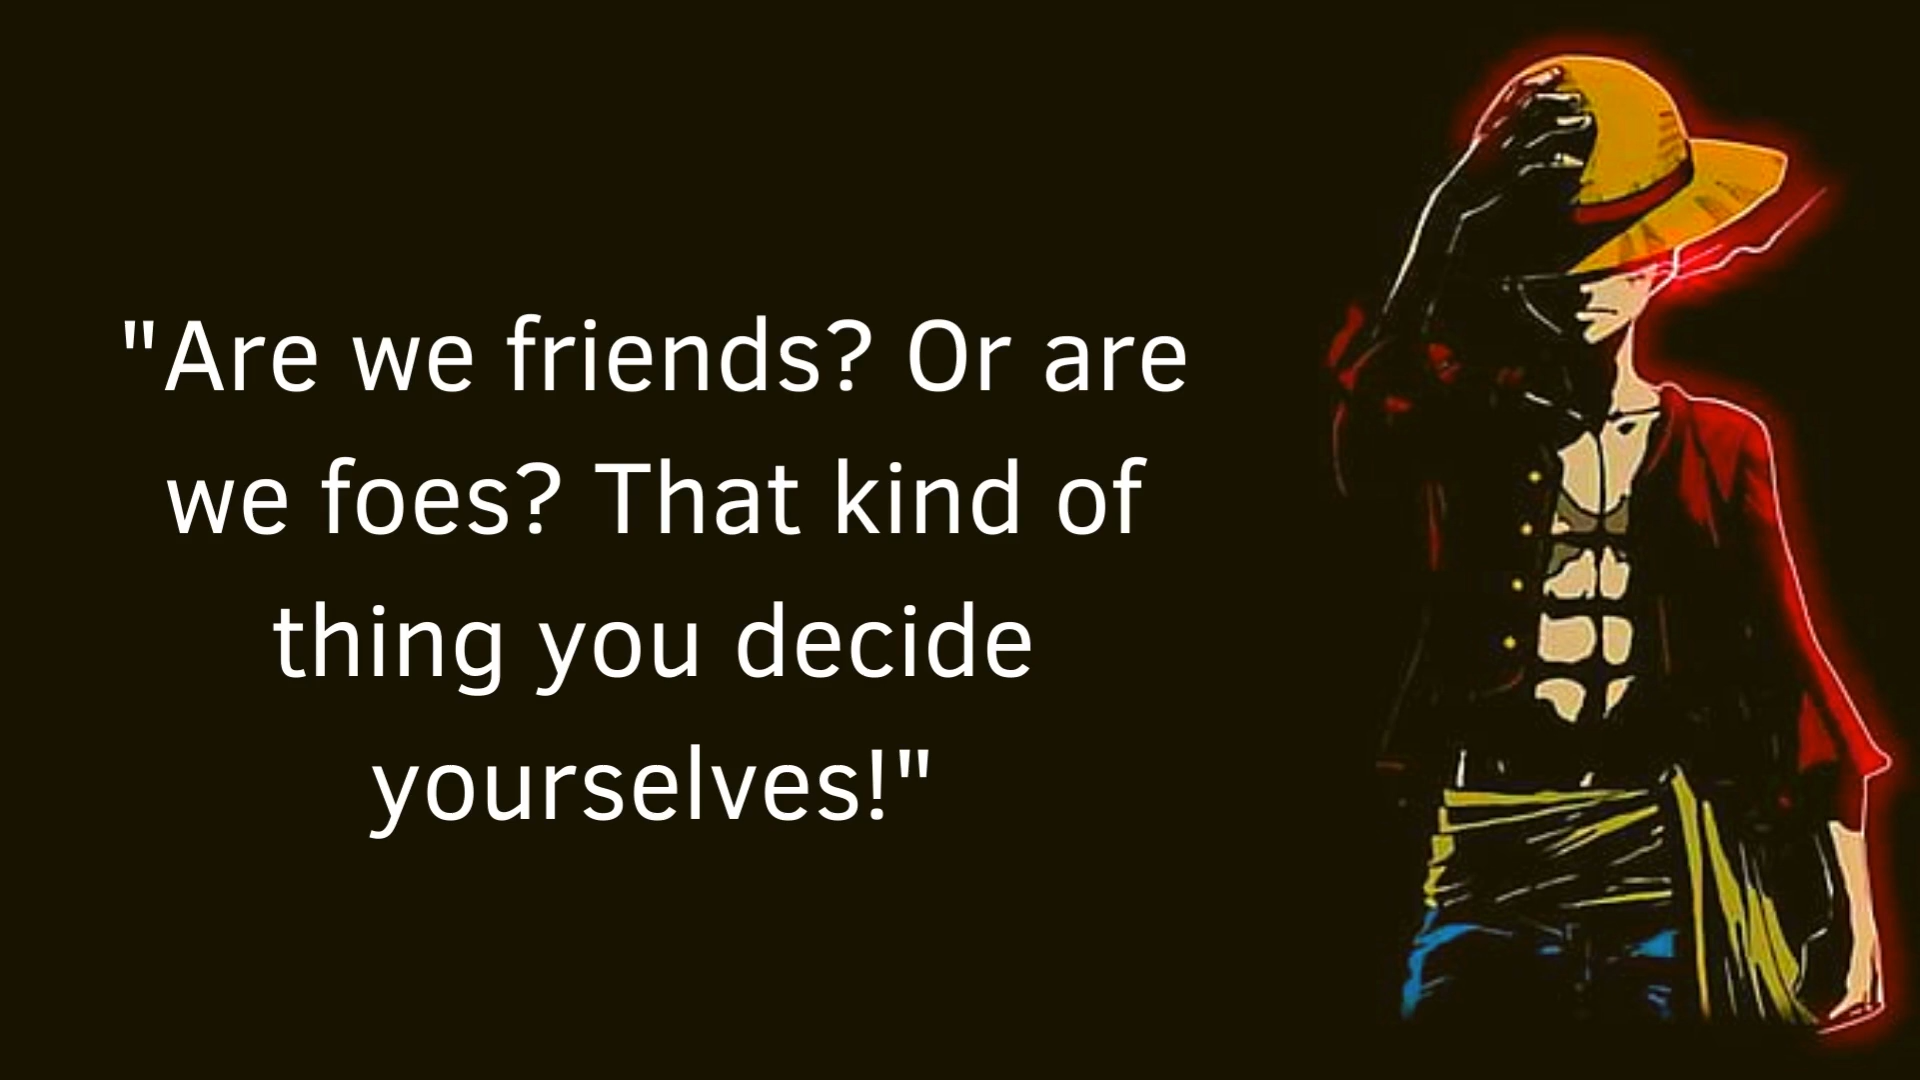 "Are we friends? Or are
we foes? That kind of
thing you decide
yourselves!"